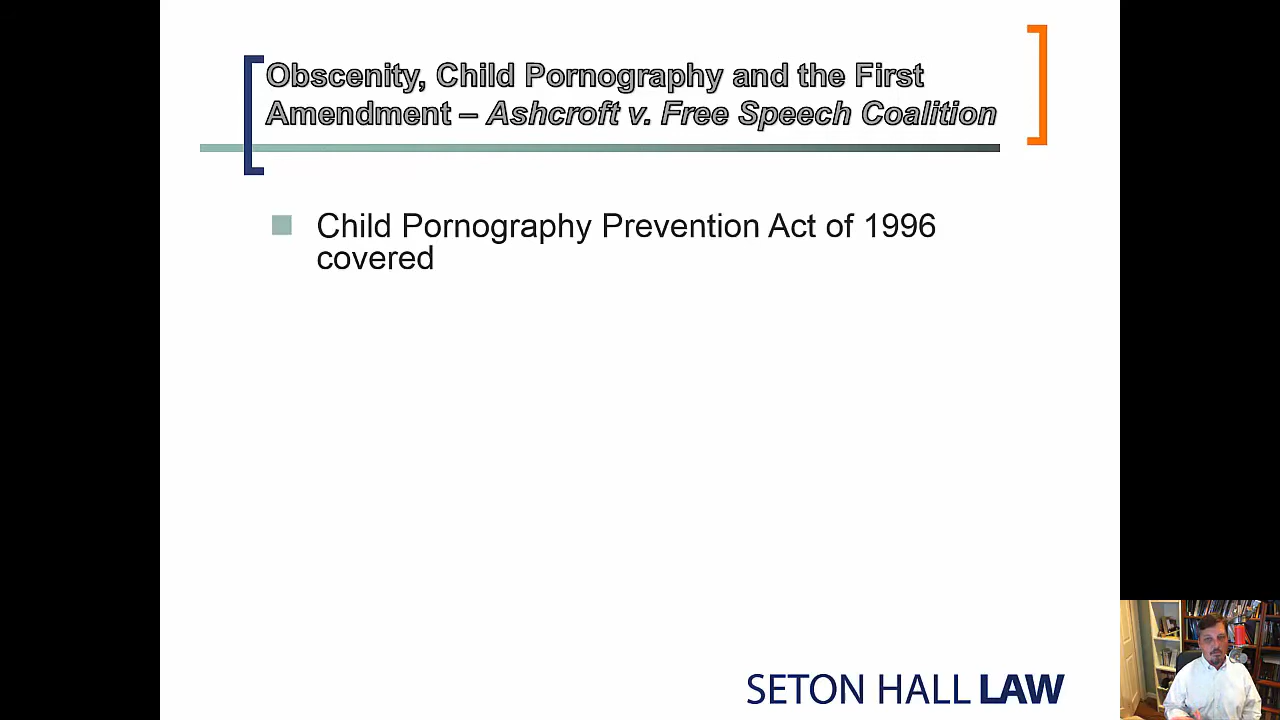 Obscenity, Child Pornography and the First
Amendment – Ashcroft v. Free Speech Coalition
Child Pornography Prevention Act of 1996
covered
SETON HALL LAW